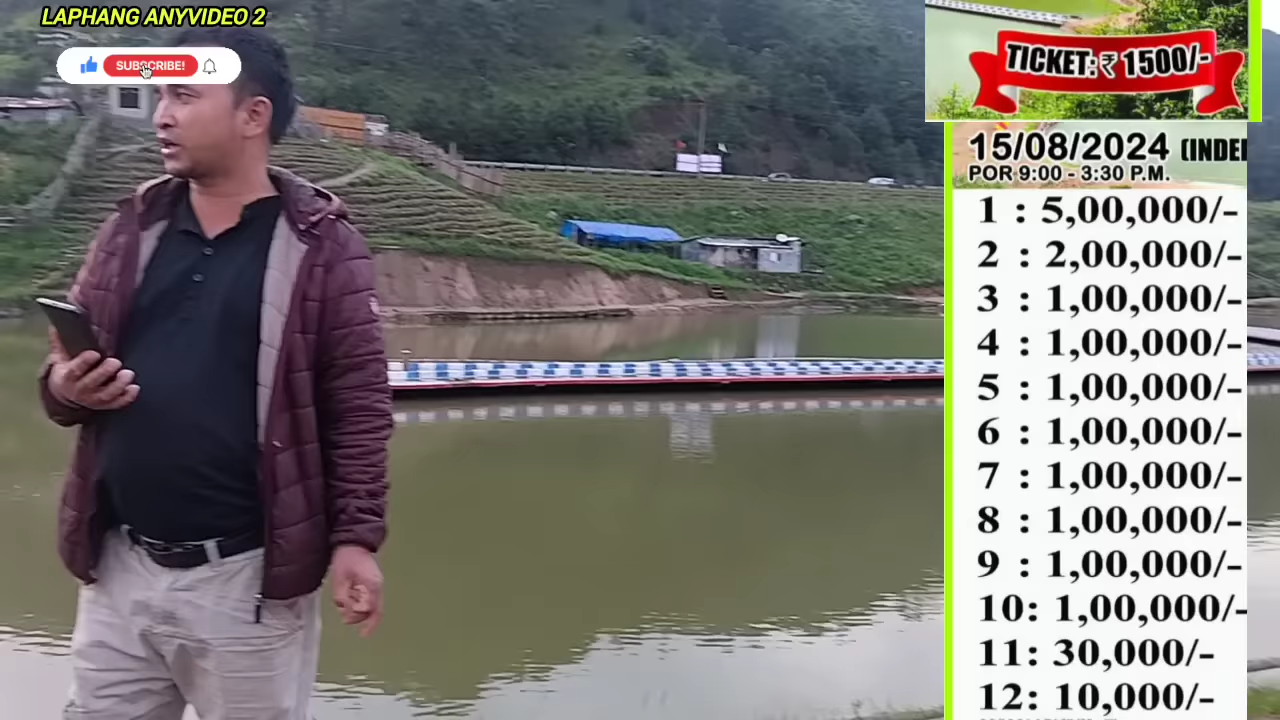 LAPHANG ANYVIDEO 2
SUBSCRIBE!
TICKET: ₹ 1500/-
15/08/2024 (INDE
POR 9:00 - 3:30 P.M.
1 : 5,00,000/-
2 : 2,00,000/-
3 : 1,00,000/-
4 : 1,00,000/-
5 : 1,00,000/-
6 : 1,00,000/-
7 : 1,00,000/-
8 : 1,00,000/-
9 : 1,00,000/-
10: 1,00,000/-
11: 30,000/-
12: 10,000/-